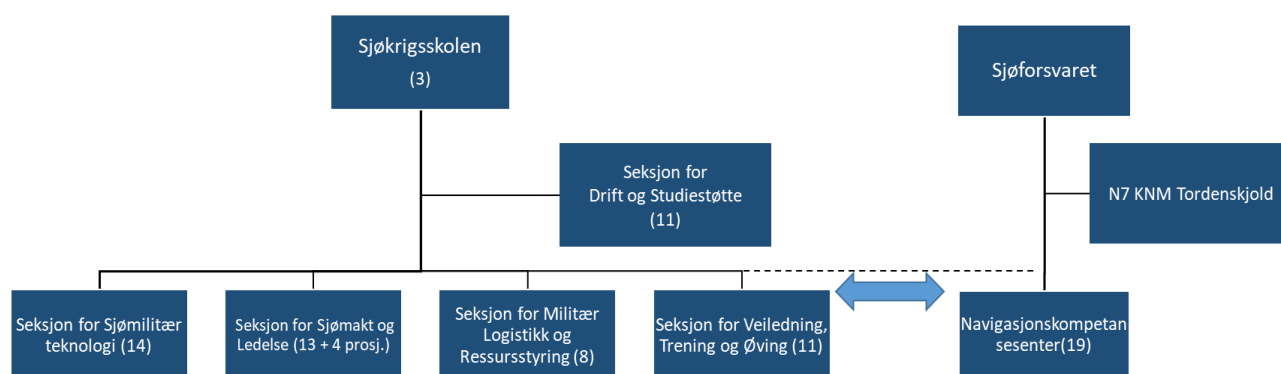 Sjøkrigsskolen
(3)
Sjøforsvaret
Seksjon for
Drift og Studiestøtte
(11)
N7 KNM Tordenskjold
Seksjon for Sjømilitær
teknologi (14)
Seksjon for Sjømakt og
Ledelse (13 + 4 prosj.)
Seksjon for Militær
Logistikk og
Ressursstyring (8)
Seksjon for Veiledning,
Trening og Øving (11)
Navigasjonskompetan
sesenter(19)